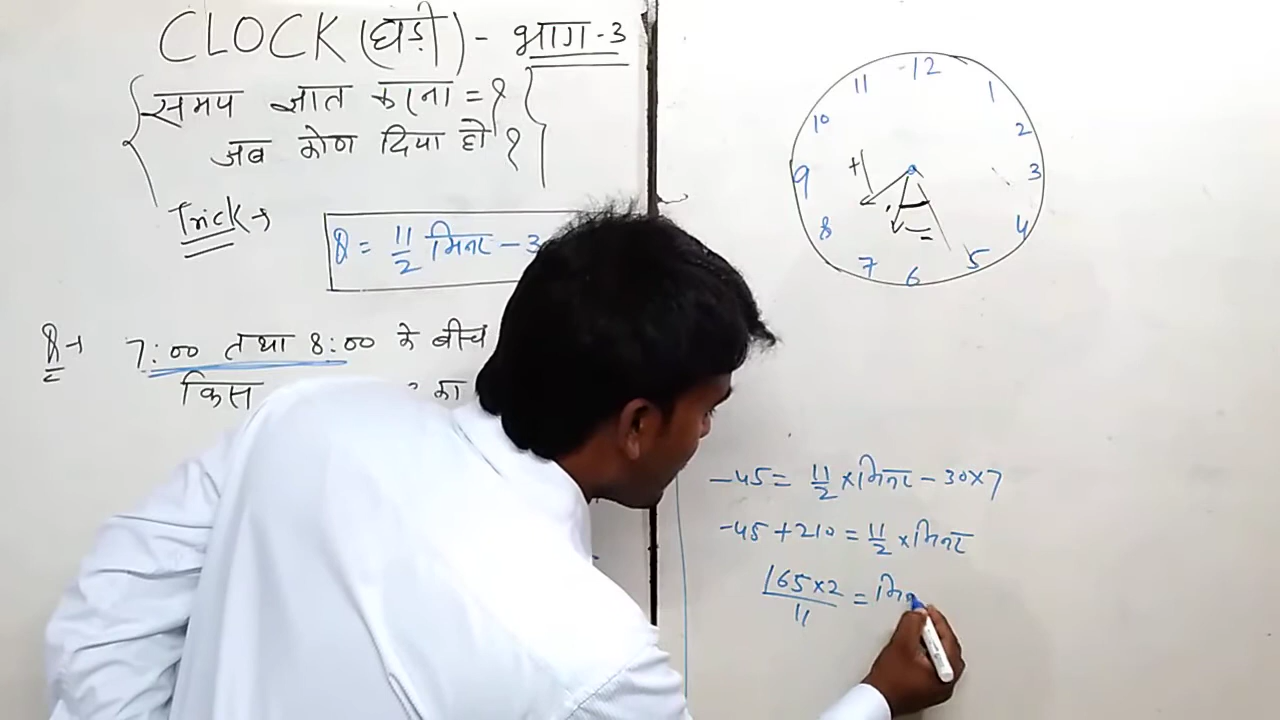 CLOCK (घड़ी) - भाग-3
समय ज्ञात करना = ?
जब कोण दिया हो ?
Trick →
Q = 11/2 मिनट - 3
Q → 7:00 तथा 8:00 के बीच
किस का
12
11
1
10
2
9
3
8
4
7
5
6
+
-
-45 = 11/2 × मिनट - 30×7
-45 + 210 = 11/2 × मिनट
165×2/11 = मिन